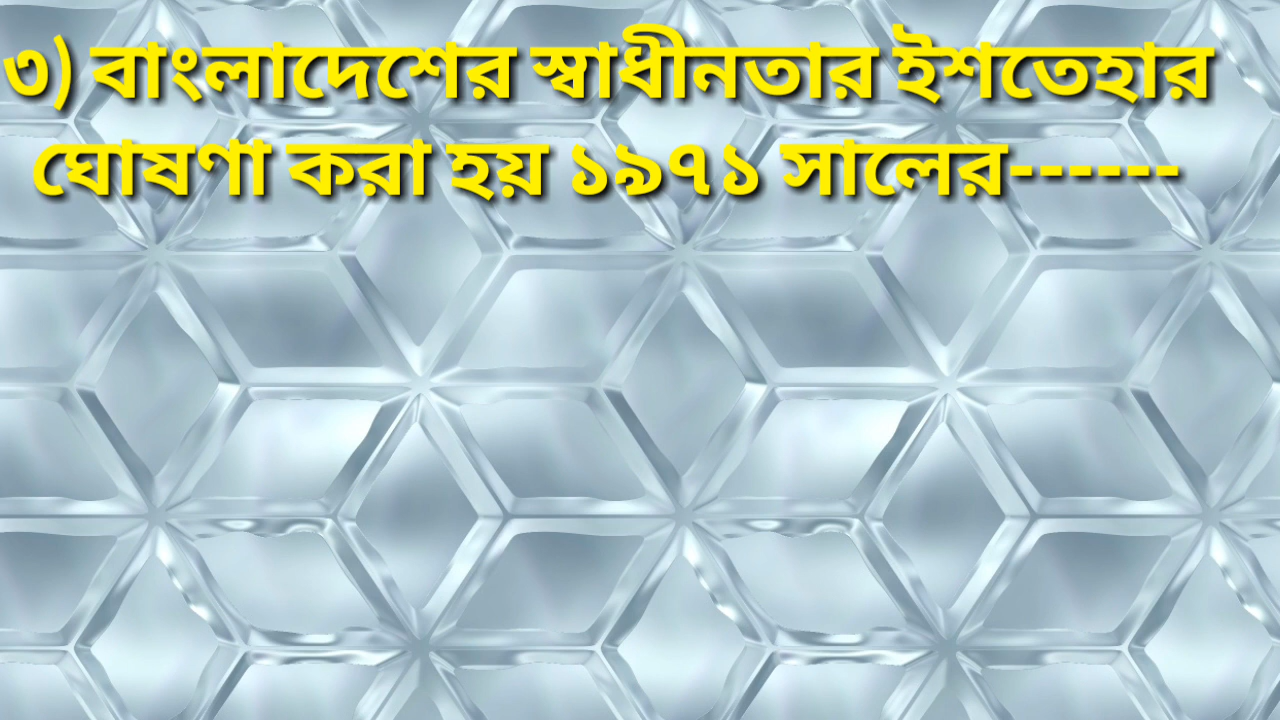 ৩) বাংলাদেশের স্বাধীনতার ইশতেহার
ঘোষণা করা হয় ১৯৭১ সালের------